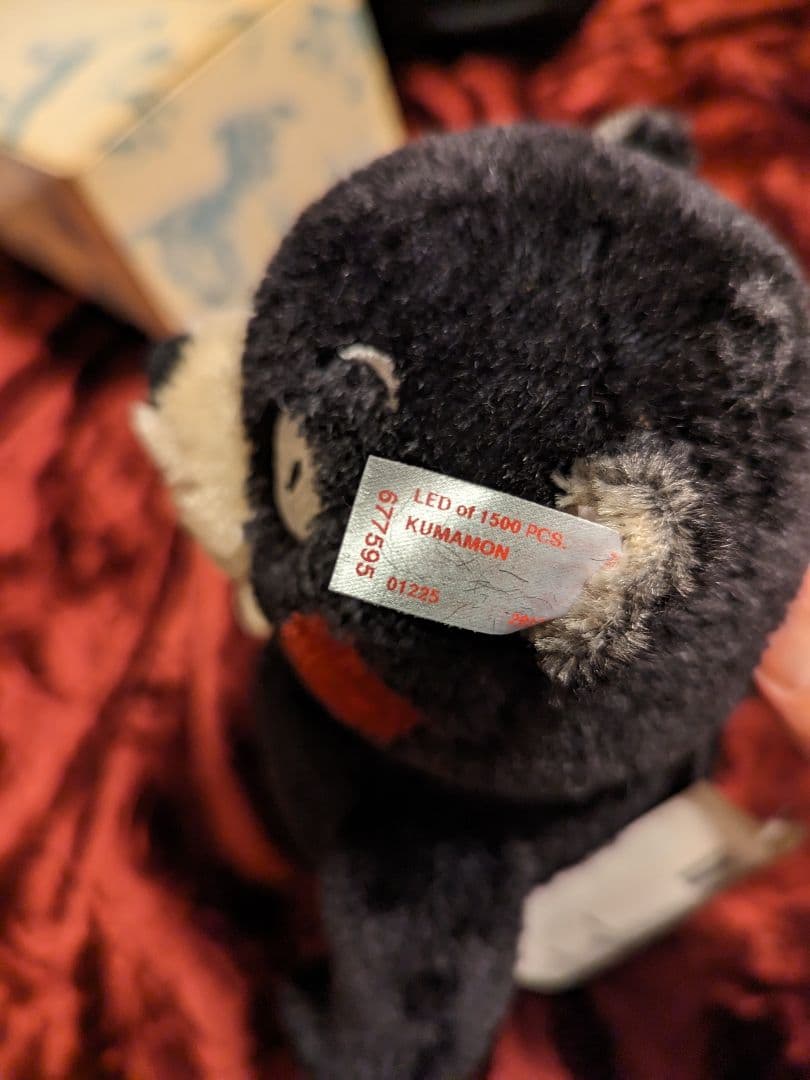 LED of 1500 PCS.
KUMAMON
677595
01225